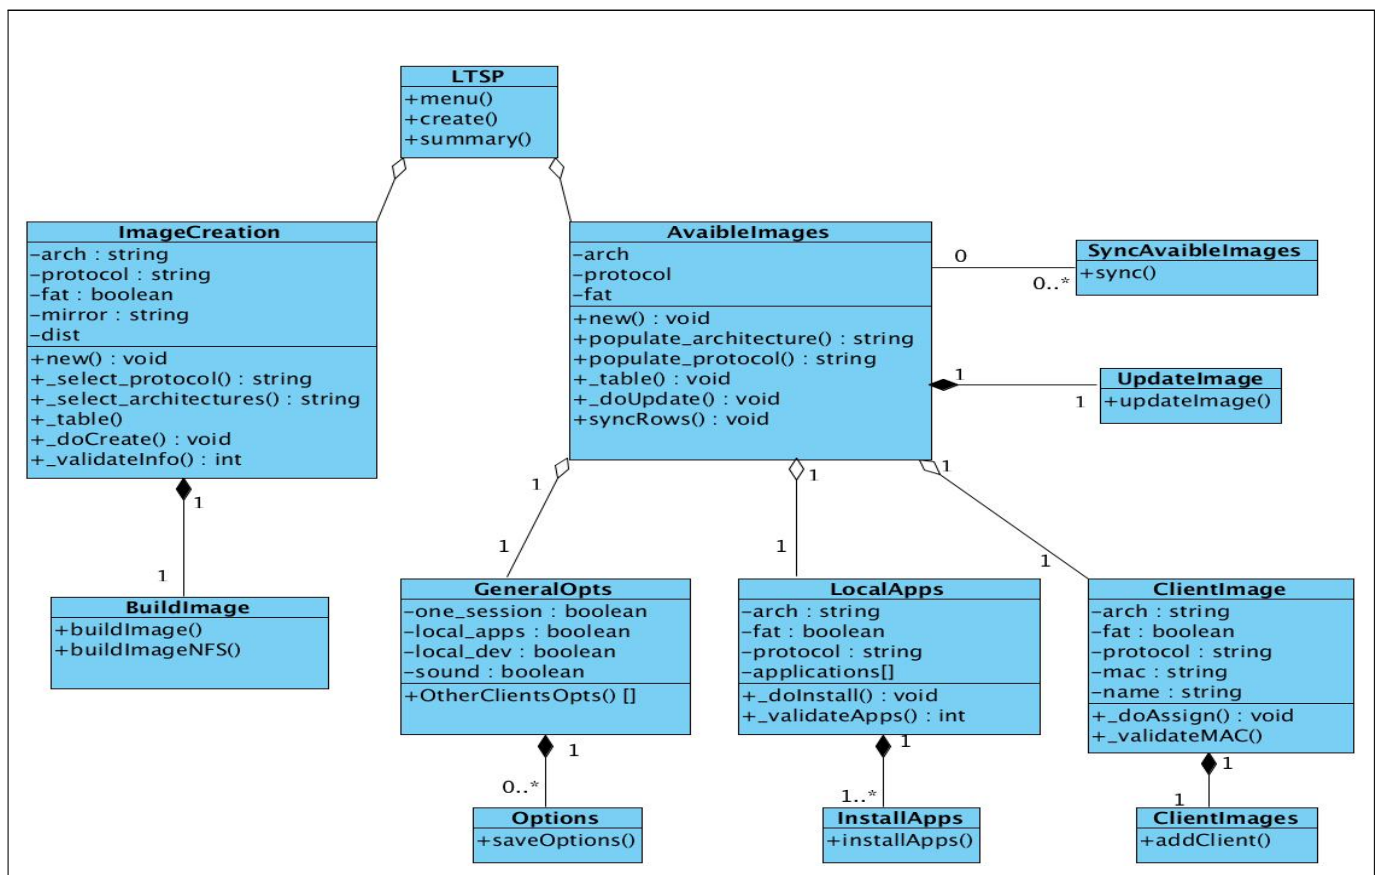 LTSP
+menu()
+create()
+summary()
ImageCreation
-arch : string
-protocol : string
-fat : boolean
-mirror : string
-dist
+new() : void
+_select_protocol() : string
+_select_architectures() : string
+_table()
+_doCreate() : void
+_validateInfo() : int
AvaibleImages
-arch
-protocol
-fat
+new() : void
+populate_architecture() : string
+populate_protocol() : string
+_table() : void
+_doUpdate() : void
+syncRows() : void
0
0..*
SyncAvaibleImages
+sync()
1
1
UpdateImage
+updateImage()
1
1
BuildImage
+buildImage()
+buildImageNFS()
1
1
GeneralOpts
-one_session : boolean
-local_apps : boolean
-local_dev : boolean
-sound : boolean
+OtherClientsOpts() []
1
1
LocalApps
-arch : string
-fat : boolean
-protocol : string
-applications[]
+_doInstall() : void
+_validateApps() : int
1
1
ClientImage
-arch : string
-fat : boolean
-protocol : string
-mac : string
-name : string
+_doAssign() : void
+_validateMAC()
1
0..*
Options
+saveOptions()
1
1..*
InstallApps
+installApps()
1
1
ClientImages
+addClient()